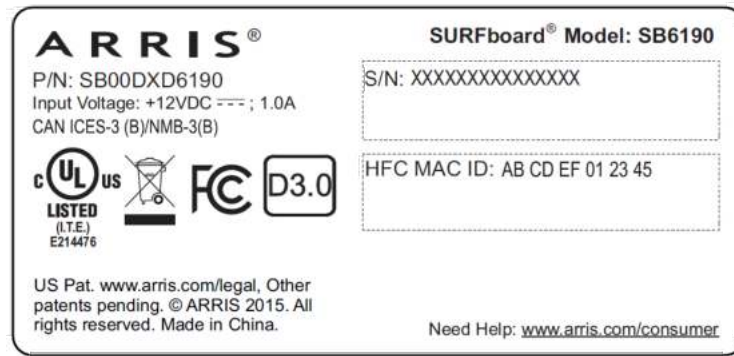 ARRIS®
P/N: SB00DXD6190
Input Voltage: +12VDC ⎓ ; 1.0A
CAN ICES-3 (B)/NMB-3(B)
C UL US
LISTED
(I.T.E.)
E214476
FC
D3.0
US Pat. www.arris.com/legal, Other
patents pending. © ARRIS 2015. All
rights reserved. Made in China.
SURFboard® Model: SB6190
S/N: XXXXXXXXXXXXXXX
HFC MAC ID: AB CD EF 01 23 45
Need Help: www.arris.com/consumer